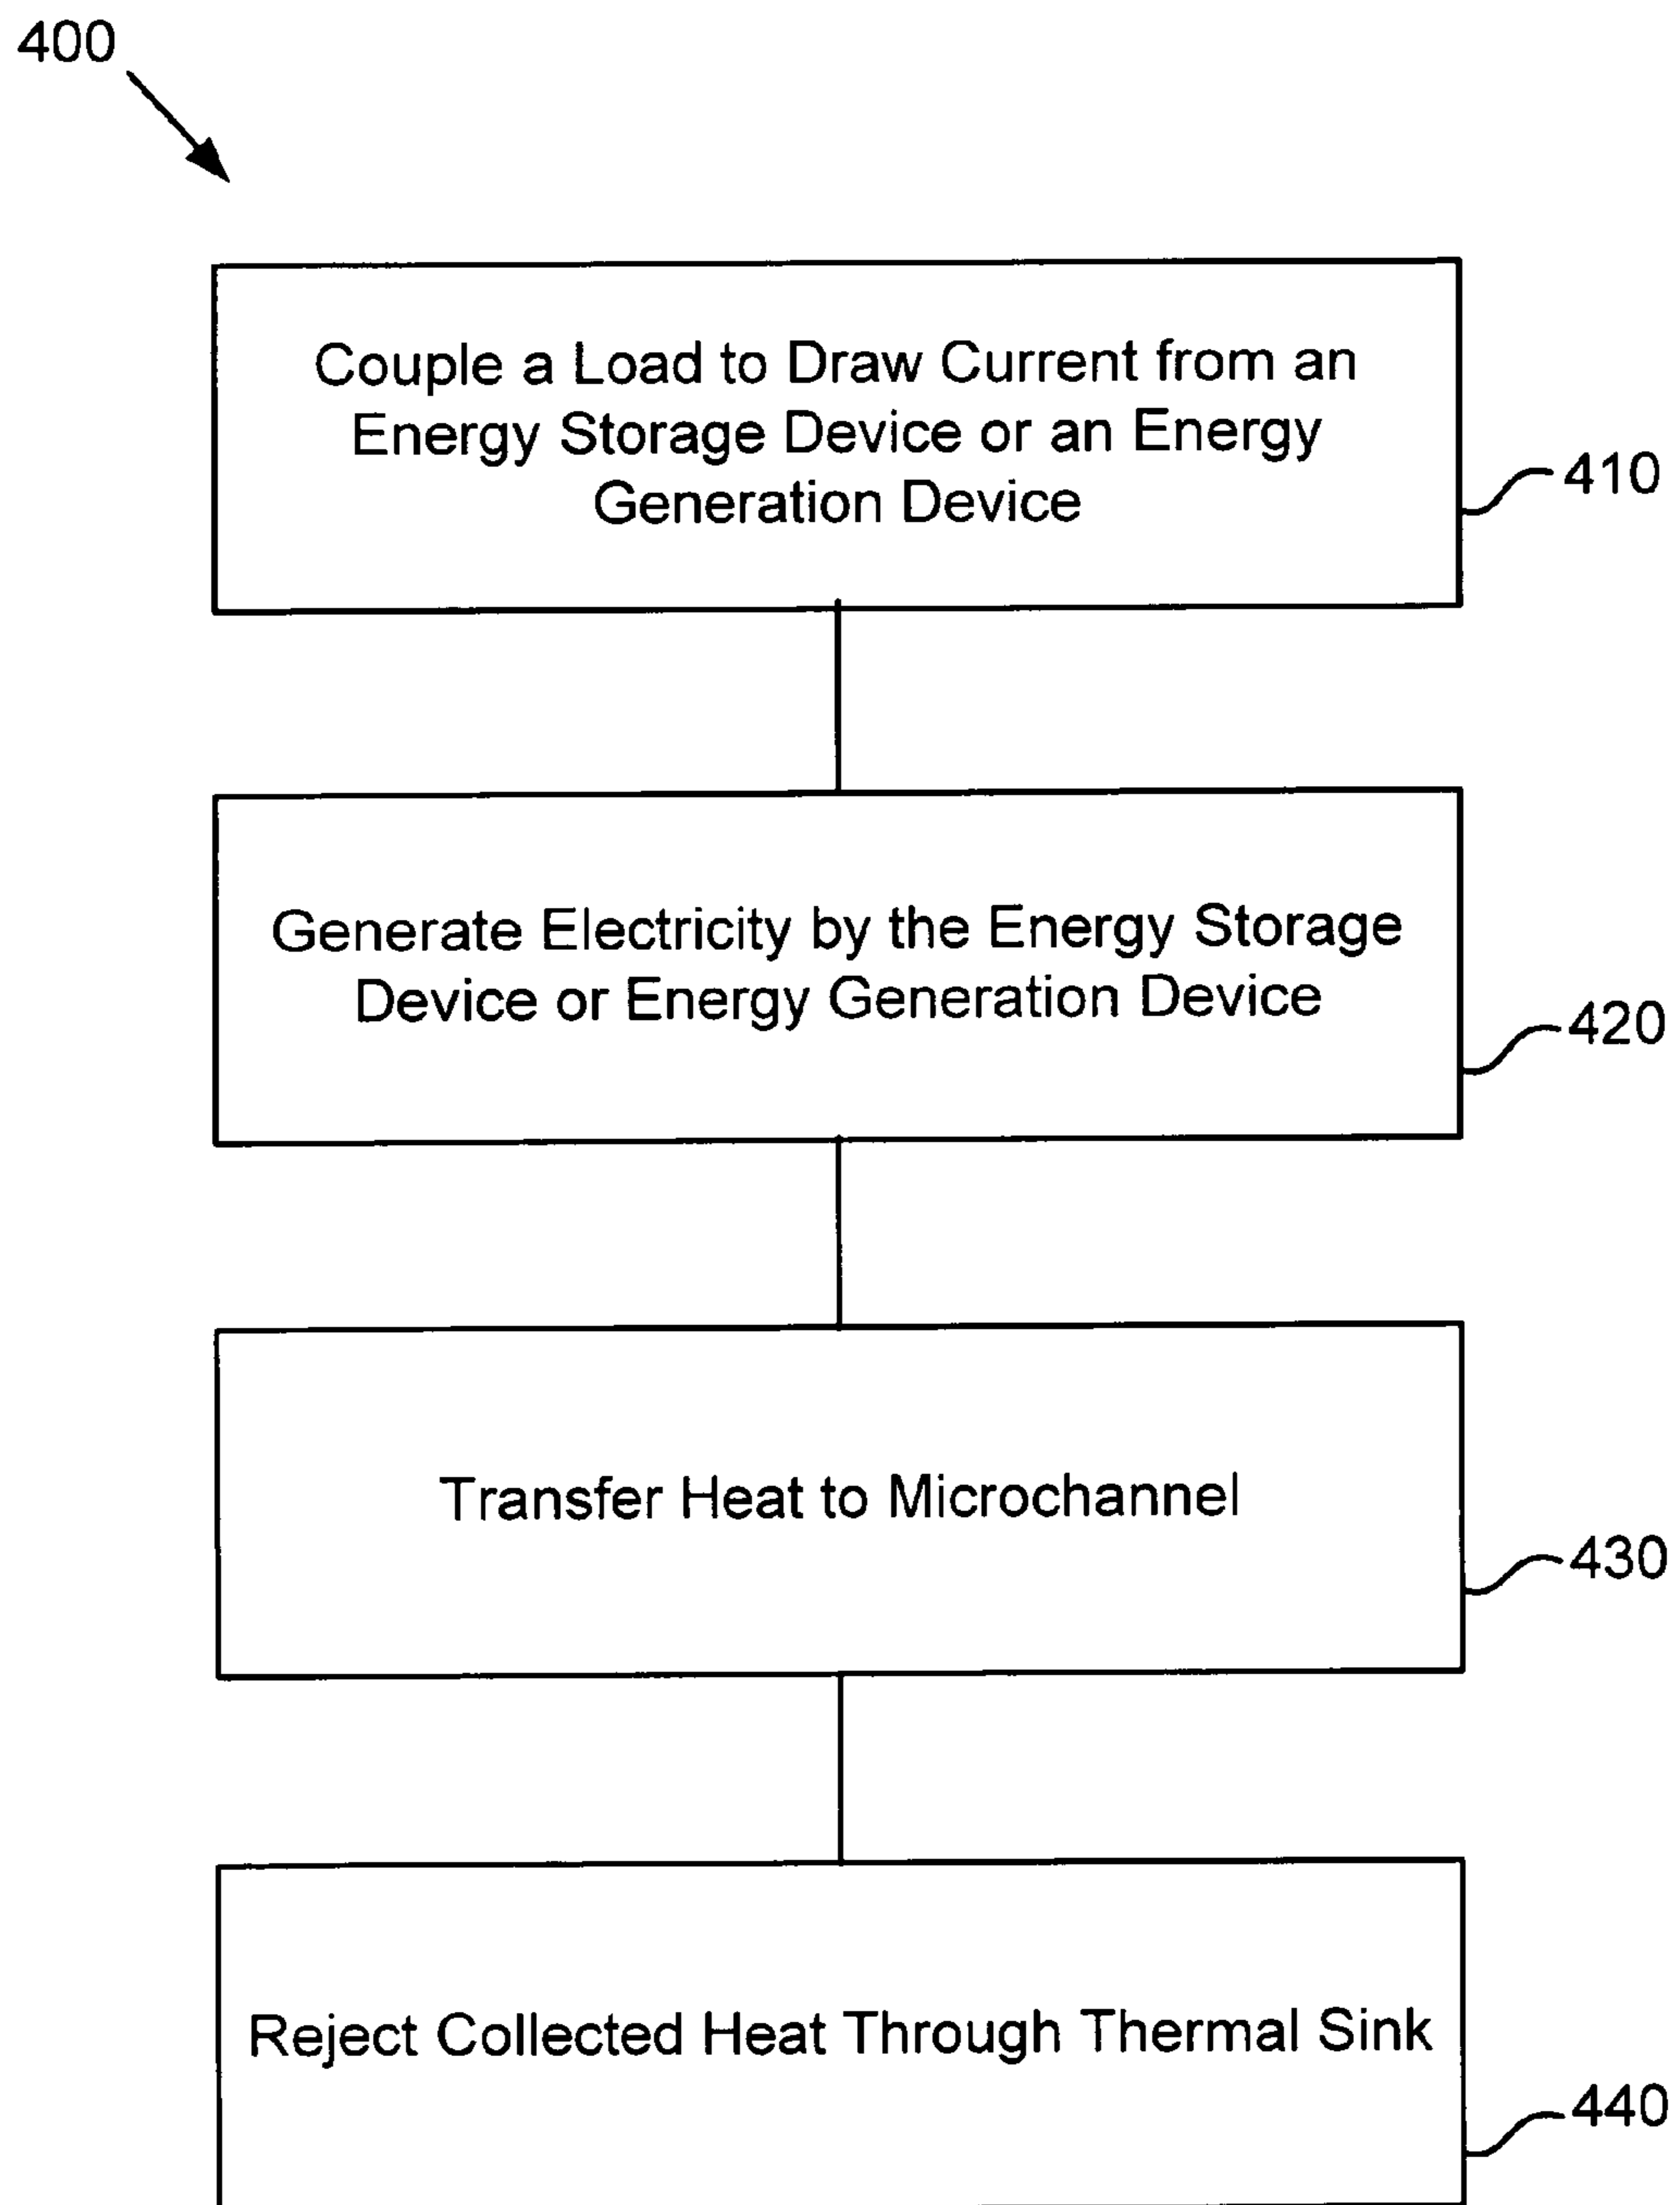 400
Couple a Load to Draw Current from an
Energy Storage Device or an Energy
Generation Device
410
Generate Electricity by the Energy Storage
Device or Energy Generation Device
420
Transfer Heat to Microchannel
430
Reject Collected Heat Through Thermal Sink
440